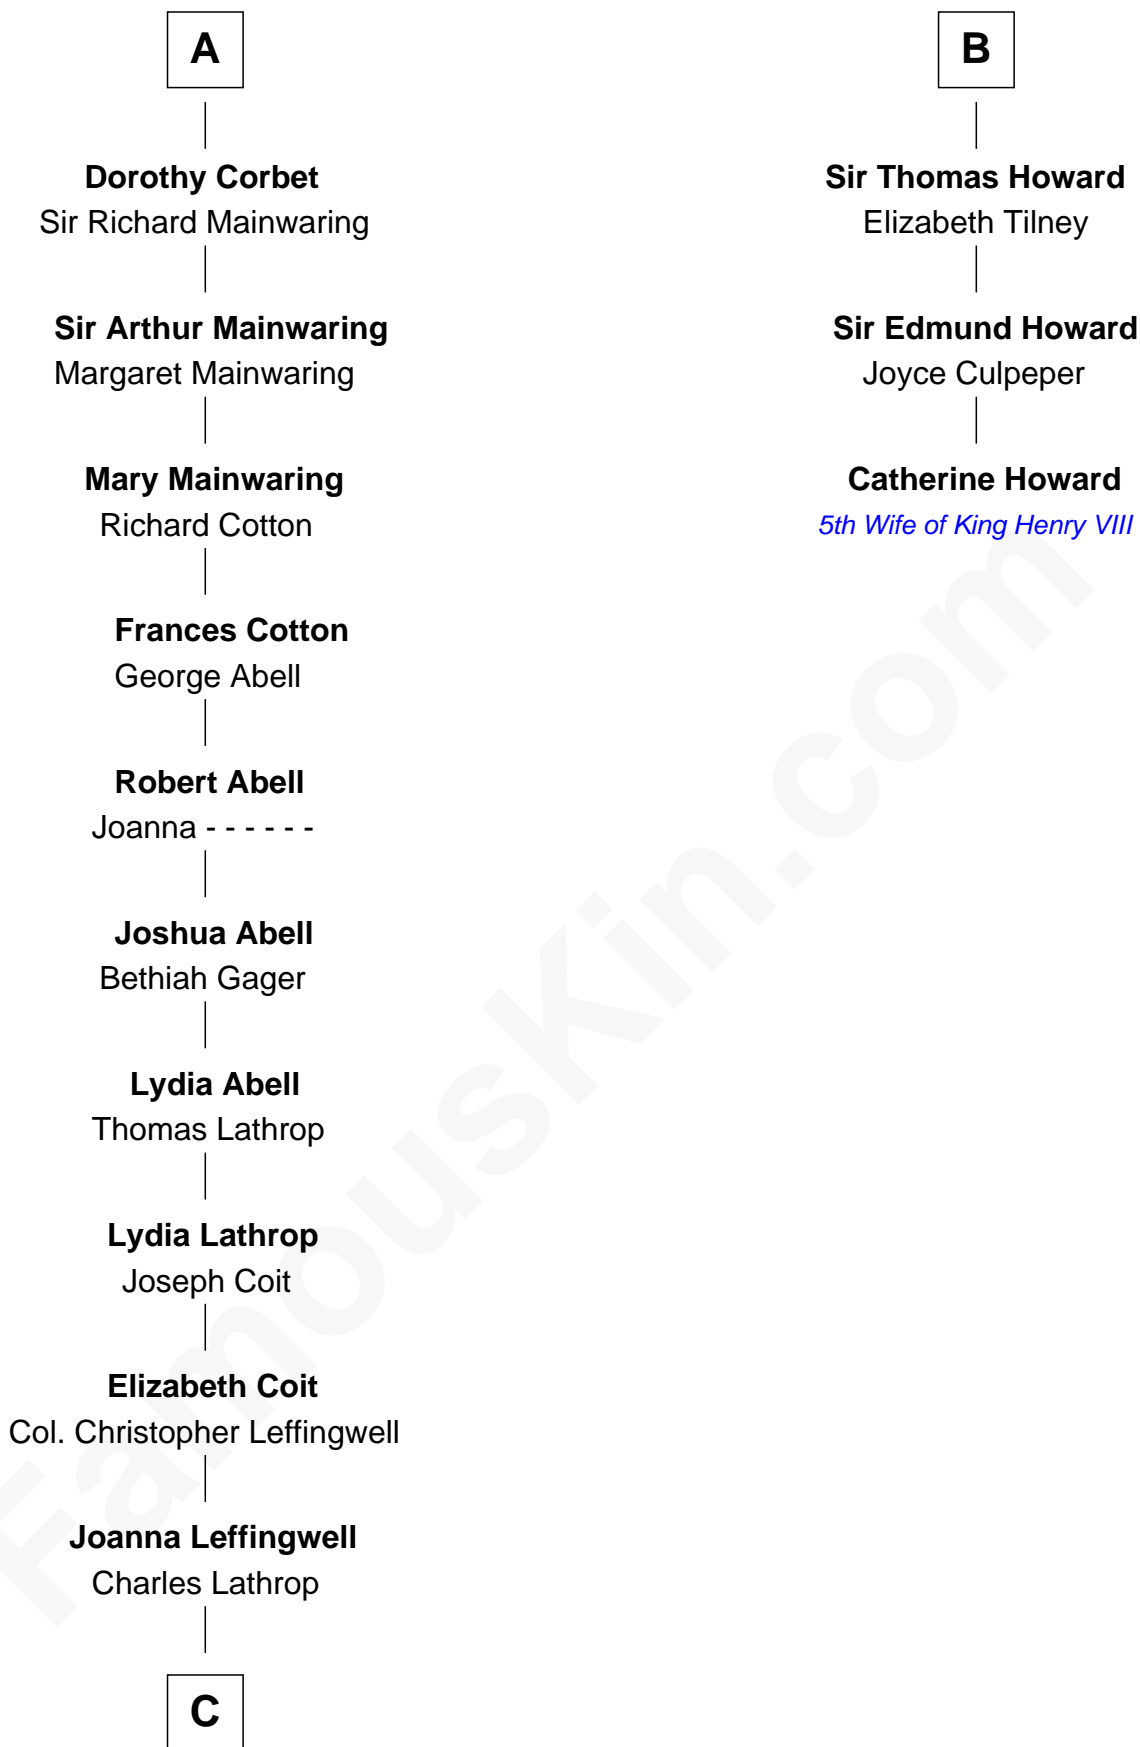 A
Dorothy Corbet
Sir Richard Mainwaring
Sir Arthur Mainwaring
Margaret Mainwaring
Mary Mainwaring
Richard Cotton
Frances Cotton
George Abell
Robert Abell
Joanna - - - - - -
Joshua Abell
Bethiah Gager
Lydia Abell
Thomas Lathrop
Lydia Lathrop
Joseph Coit
Elizabeth Coit
Col. Christopher Leffingwell
Joanna Leffingwell
Charles Lathrop
C
B
Sir Thomas Howard
Elizabeth Tilney
Sir Edmund Howard
Joyce Culpeper
Catherine Howard
5th Wife of King Henry VIII
FamousKin.com